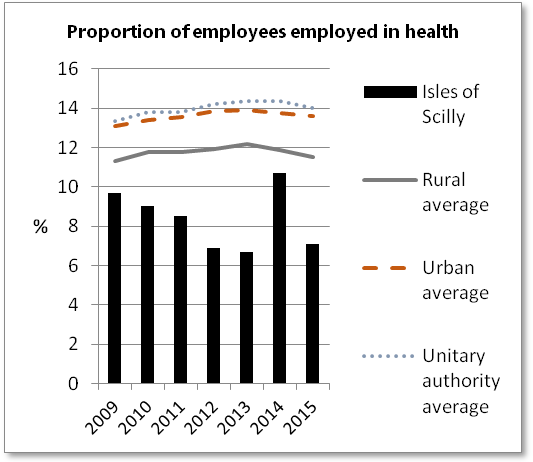 Proportion of employees employed in health
16
14
12
10
8
6
4
2
0
%
2009
2010
2011
2012
2013
2014
2015
Isles of
Scilly
Rural
average
Urban
average
Unitary
authority
average